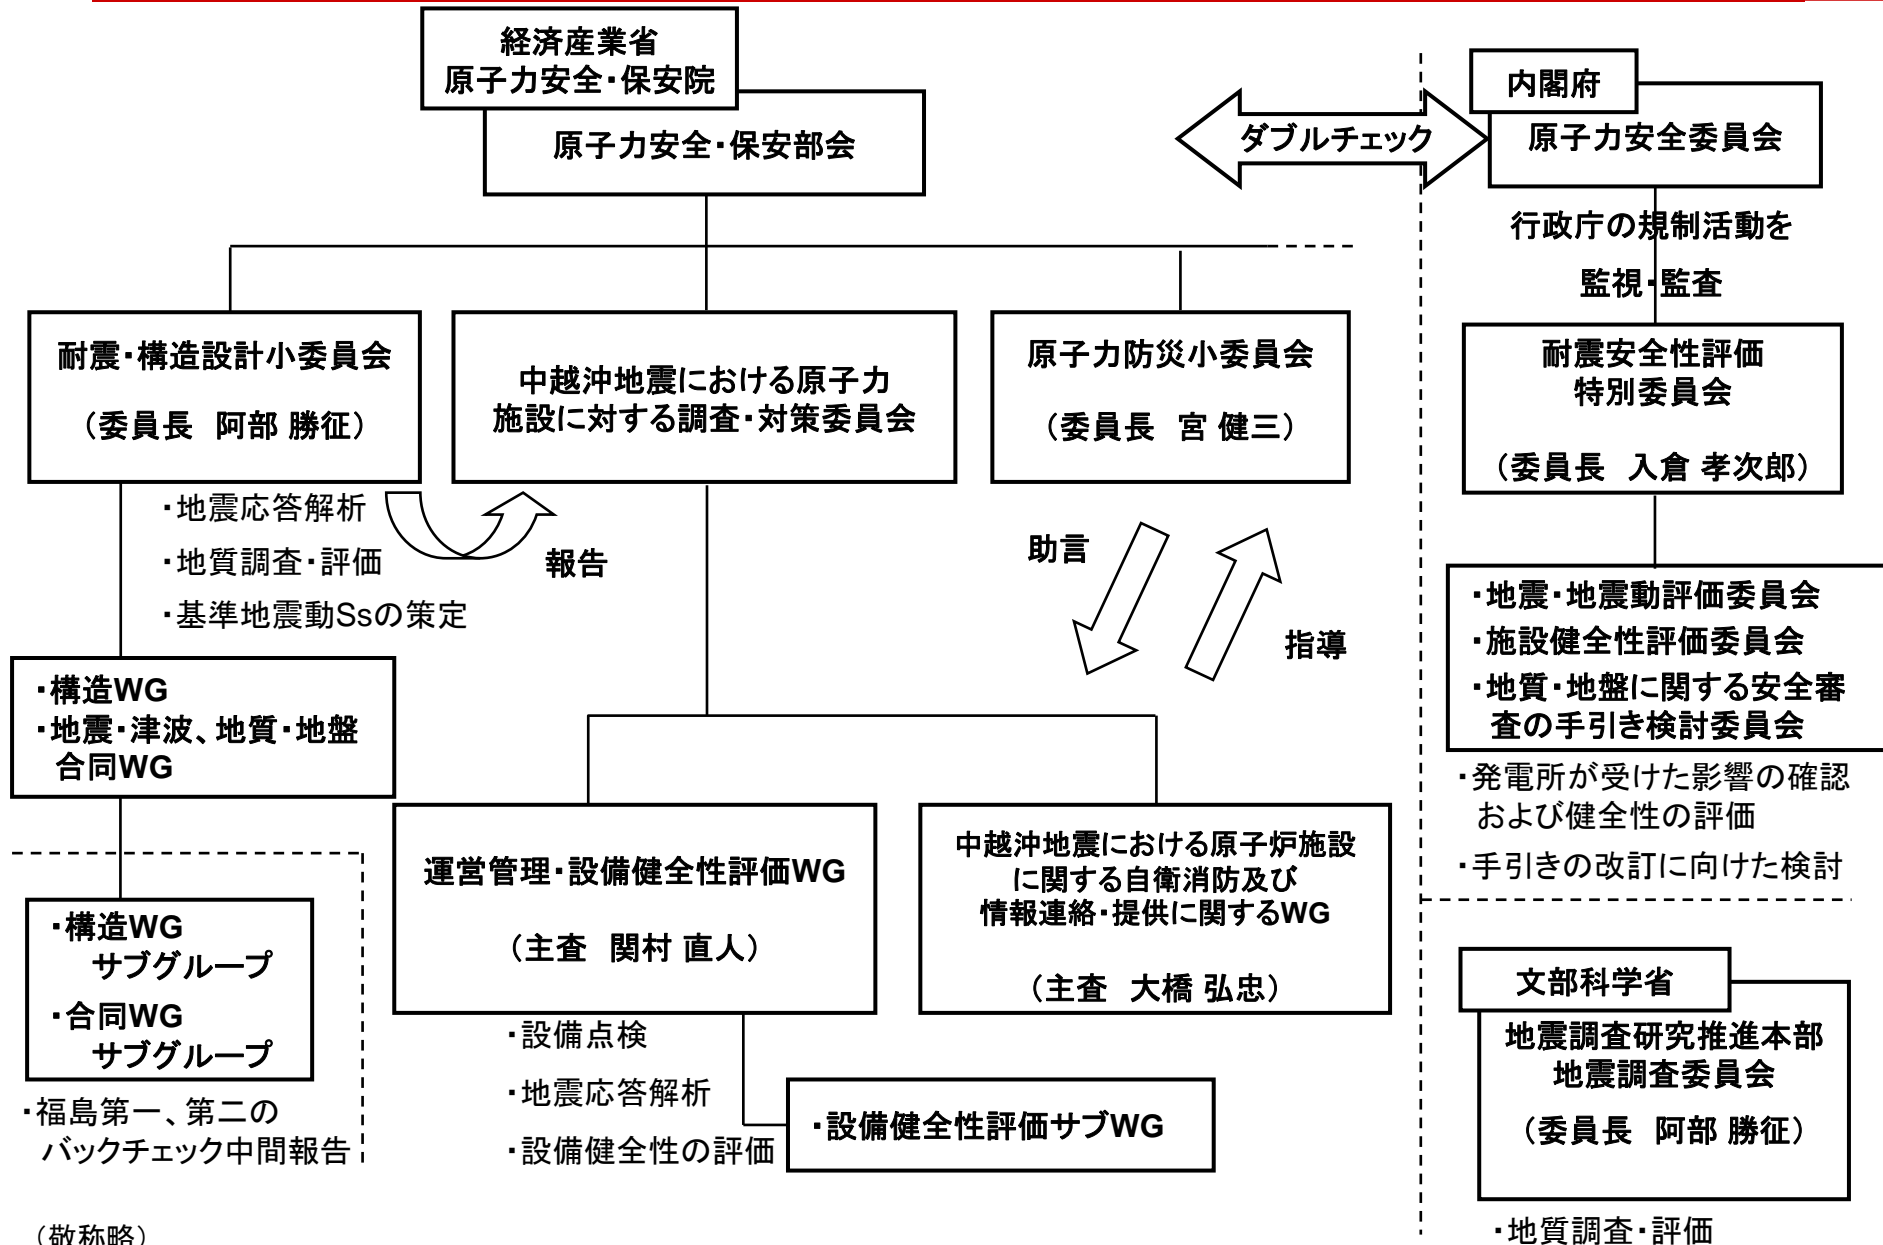 経済産業省
原子力安全・保安院
原子力安全・保安部会
ダブルチェック
内閣府
原子力安全委員会
行政庁の規制活動を
監視・監査
耐震・構造設計小委員会
（委員長　阿部 勝征）
中越沖地震における原子力
施設に対する調査・対策委員会
原子力防災小委員会
（委員長　宮 健三）
耐震安全性評価
特別委員会
（委員長　入倉 孝次郎）
・地震応答解析
・地質調査・評価
・基準地震動Ssの策定
報告
助言
指導
・地震・地震動評価委員会
・施設健全性評価委員会
・地質・地盤に関する安全審
査の手引き検討委員会
・発電所が受けた影響の確認
および健全性の評価
・手引きの改訂に向けた検討
・構造WG
・地震・津波、地質・地盤
合同WG
・構造WG
サブグループ
・合同WG
サブグループ
・福島第一、第二の
バックチェック中間報告
運営管理・設備健全性評価WG
（主査　関村 直人）
・設備点検
・地震応答解析
・設備健全性の評価
・設備健全性評価サブWG
中越沖地震における原子炉施設
に関する自衛消防及び
情報連絡・提供に関するWG
（主査　大橋 弘忠）
文部科学省
地震調査研究推進本部
地震調査委員会
（委員長　阿部 勝征）
・地質調査・評価
（敬称略）